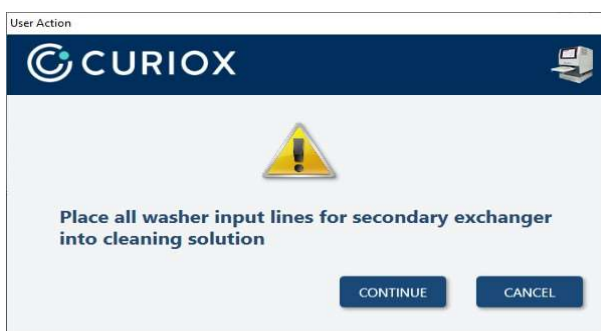 User Action
CURIOX
Place all washer input lines for secondary exchanger
into cleaning solution
CONTINUE CANCEL